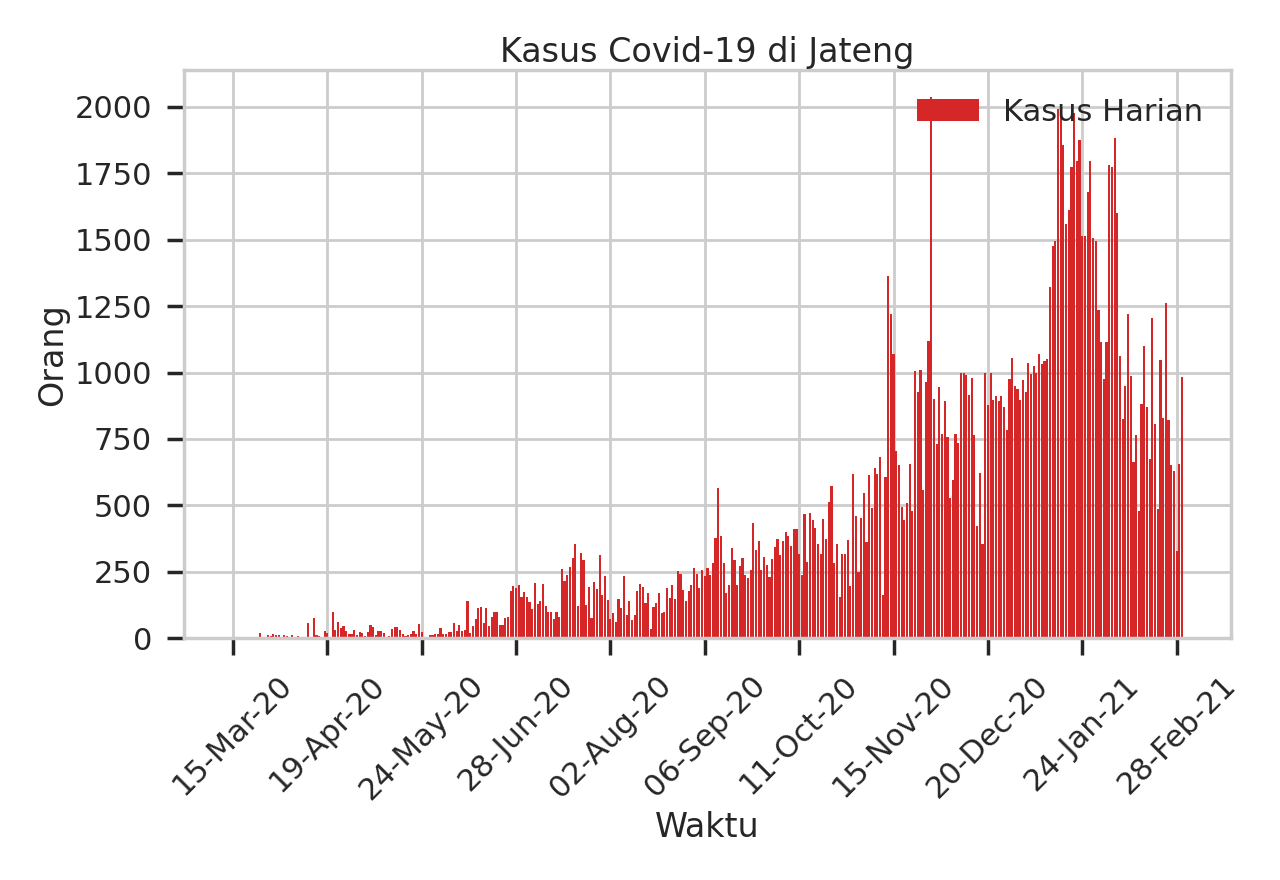 Kasus Covid-19 di Jateng
Kasus Harian
2000
1750
1500
1250
1000
750
500
250
0
Orang
15-Mar-20
19-Apr-20
24-May-20
28-Jun-20
02-Aug-20
06-Sep-20
11-Oct-20
15-Nov-20
20-Dec-20
24-Jan-21
28-Feb-21
Waktu